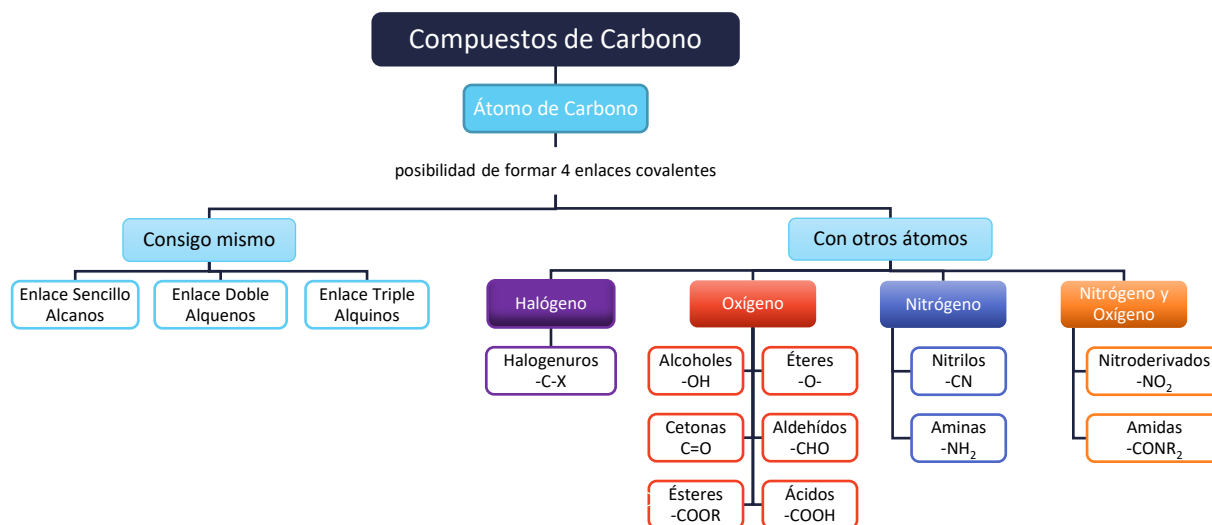 Compuestos de Carbono
Átomo de Carbono
posibilidad de formar 4 enlaces covalentes
Consigo mismo
Con otros átomos
Enlace Sencillo
Alcanos
Enlace Doble
Alquenos
Enlace Triple
Alquinos
Halógeno
Oxígeno
Nitrógeno
Nitrógeno y
Oxígeno
Halogenuros
-C-X
Alcoholes
-OH
Éteres
-O-
Nitrilos
-CN
Nitroderivados
-NO₂
Cetonas
C=O
Aldehídos
-CHO
Aminas
-NH₂
Amidas
-CONR₂
Ésteres
-COOR
Ácidos
-COOH